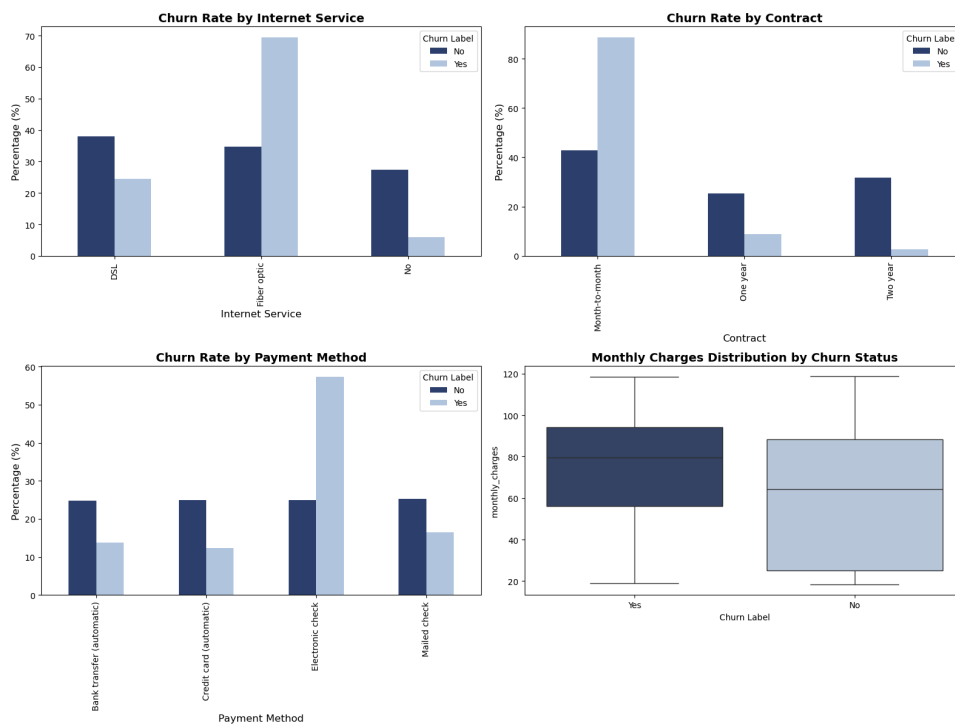 Churn Rate by Internet Service
Churn Label
No
Yes
Percentage (%)
70
60
50
40
30
20
10
0
DSL
Fiber optic
No
Internet Service
Churn Rate by Contract
Churn Label
No
Yes
Percentage (%)
80
60
40
20
0
Month-to-month
One year
Two year
Contract
Churn Rate by Payment Method
Churn Label
No
Yes
Percentage (%)
60
50
40
30
20
10
0
Bank transfer (automatic)
Credit card (automatic)
Electronic check
Mailed check
Payment Method
Monthly Charges Distribution by Churn Status
monthly_charges
120
100
80
60
40
20
Yes
No
Churn Label